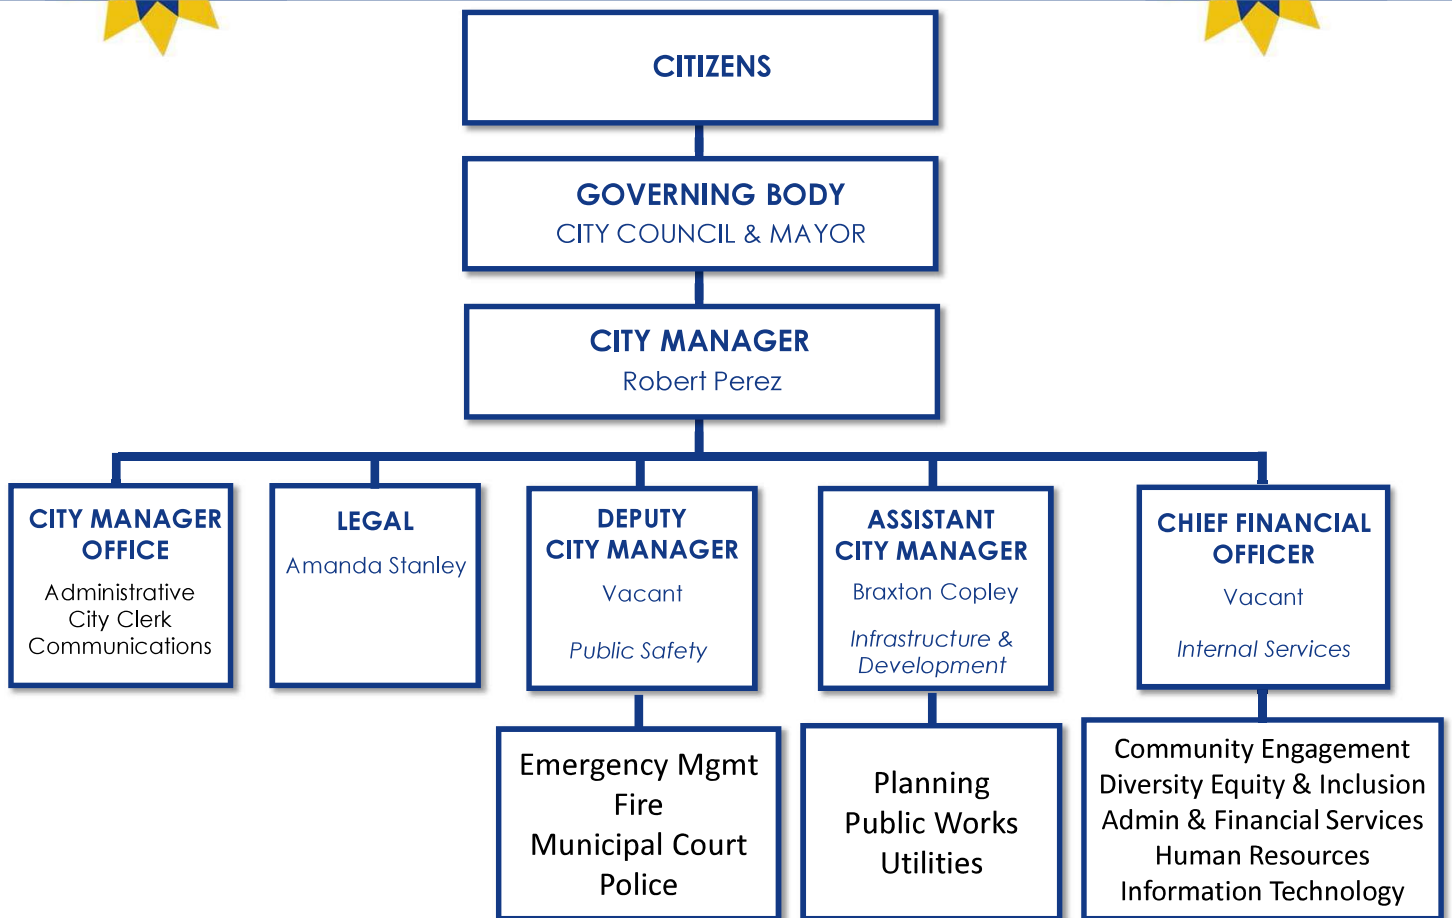 CITIZENS
GOVERNING BODY
CITY COUNCIL & MAYOR
CITY MANAGER
Robert Perez
CITY MANAGER
OFFICE
Administrative
City Clerk
Communications
LEGAL
Amanda Stanley
DEPUTY
CITY MANAGER
Vacant
Public Safety
ASSISTANT
CITY MANAGER
Braxton Copley
Infrastructure &
Development
CHIEF FINANCIAL
OFFICER
Vacant
Internal Services
Emergency Mgmt
Fire
Municipal Court
Police
Planning
Public Works
Utilities
Community Engagement
Diversity Equity & Inclusion
Admin & Financial Services
Human Resources
Information Technology